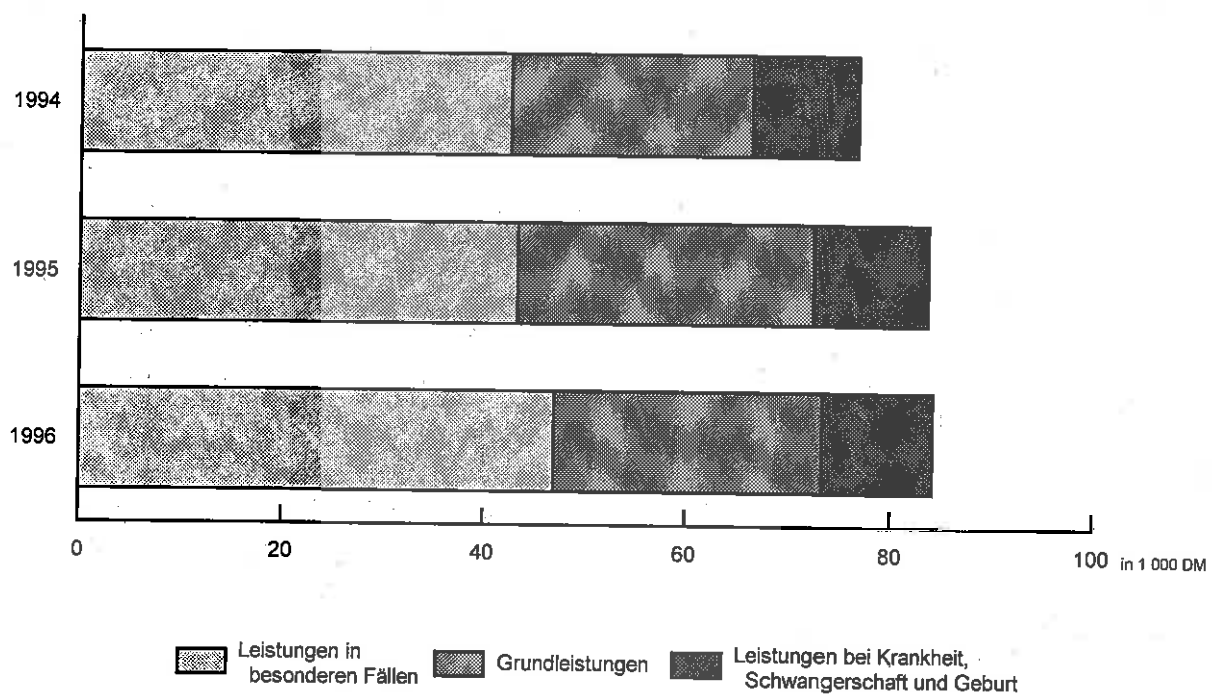 1994
1995
1996
0 20 40 60 80 100 in 1 000 DM
Leistungen in
besonderen Fällen
Grundleistungen
Leistungen bei Krankheit,
Schwangerschaft und Geburt